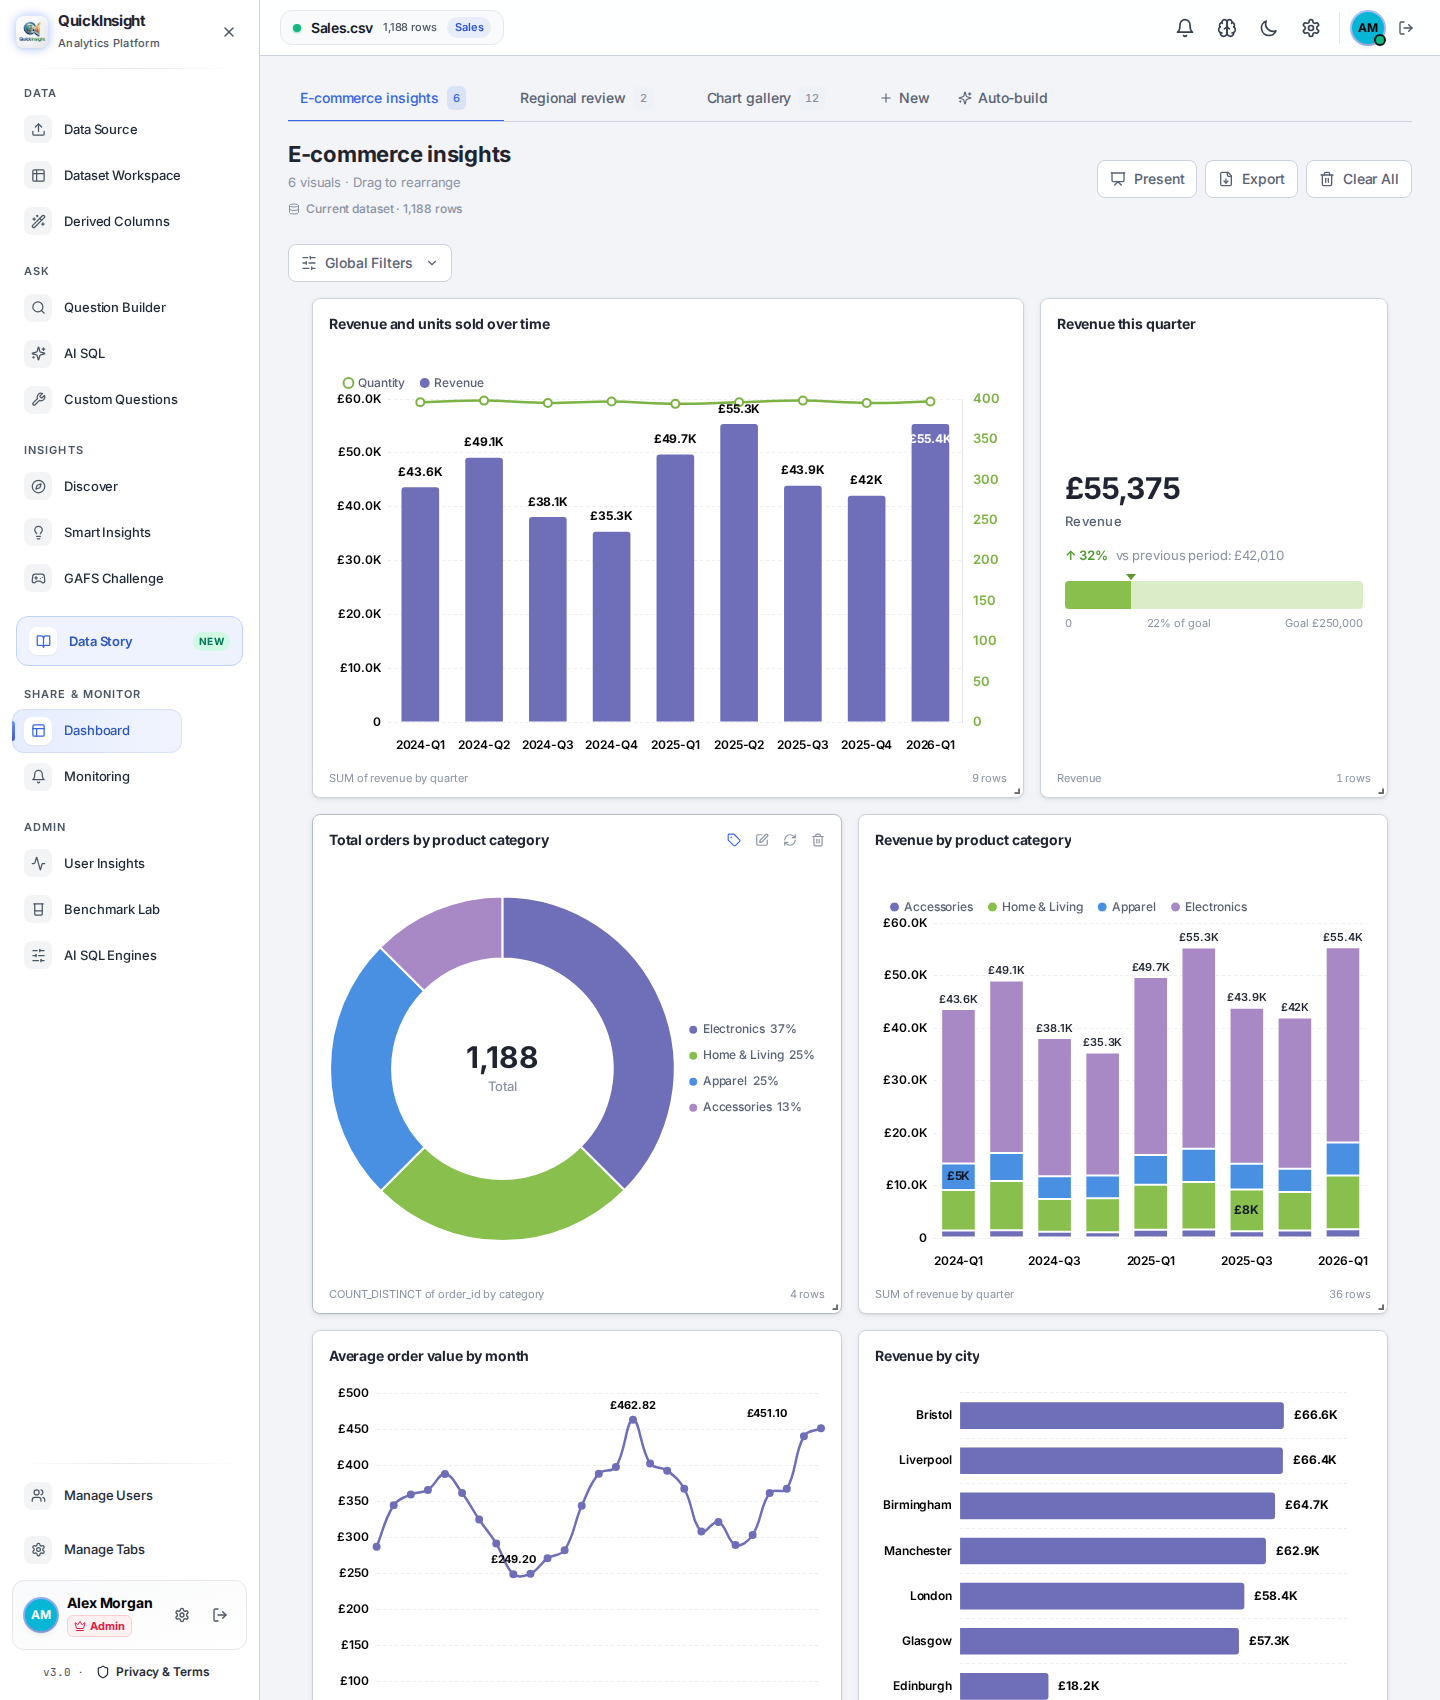 QuickInsight
Analytics Platform
DATA
Data Source
Dataset Workspace
Derived Columns
ASK
Question Builder
AI SQL
Custom Questions
INSIGHTS
Discover
Smart Insights
GAFS Challenge
Data Story NEW
SHARE & MONITOR
Dashboard
Monitoring
ADMIN
User Insights
Benchmark Lab
AI SQL Engines
Manage Users
Manage Tabs
AM Alex Morgan
Admin
v3.0 · Privacy & Terms
Sales.csv 1,188 rows Sales
AM
E-commerce insights 6 Regional review 2 Chart gallery 12 New Auto-build
E-commerce insights
6 visuals · Drag to rearrange
Current dataset · 1,188 rows
Present Export Clear All
Global Filters
Revenue and units sold over time
Quantity Revenue
£60.0K
£50.0K
£40.0K
£30.0K
£20.0K
£10.0K
0
£43.6K
£49.1K
£38.1K
£35.3K
£49.7K
£55.3K
£43.9K
£42K
£55.4K
400
350
300
250
200
150
100
50
0
2024-Q1 2024-Q2 2024-Q3 2024-Q4 2025-Q1 2025-Q2 2025-Q3 2025-Q4 2026-Q1
SUM of revenue by quarter 9 rows
Revenue this quarter
£55,375
Revenue
↑ 32% vs previous period: £42,010
0 22% of goal Goal £250,000
Revenue 1 rows
Total orders by product category
1,188
Total
Electronics 37%
Home & Living 25%
Apparel 25%
Accessories 13%
COUNT_DISTINCT of order_id by category 4 rows
Revenue by product category
Accessories Home & Living Apparel Electronics
£60.0K
£50.0K
£40.0K
£30.0K
£20.0K
£10.0K
0
£43.6K
£49.1K
£38.1K
£35.3K
£49.7K
£55.3K
£43.9K
£42K
£55.4K
£5K
£8K
2024-Q1 2024-Q3 2025-Q1 2025-Q3 2026-Q1
SUM of revenue by quarter 36 rows
Average order value by month
£500
£450
£400
£350
£300
£250
£200
£150
£100
£462.82
£451.10
£249.20
Revenue by city
Bristol £66.6K
Liverpool £66.4K
Birmingham £64.7K
Manchester £62.9K
London £58.4K
Glasgow £57.3K
Edinburgh £18.2K